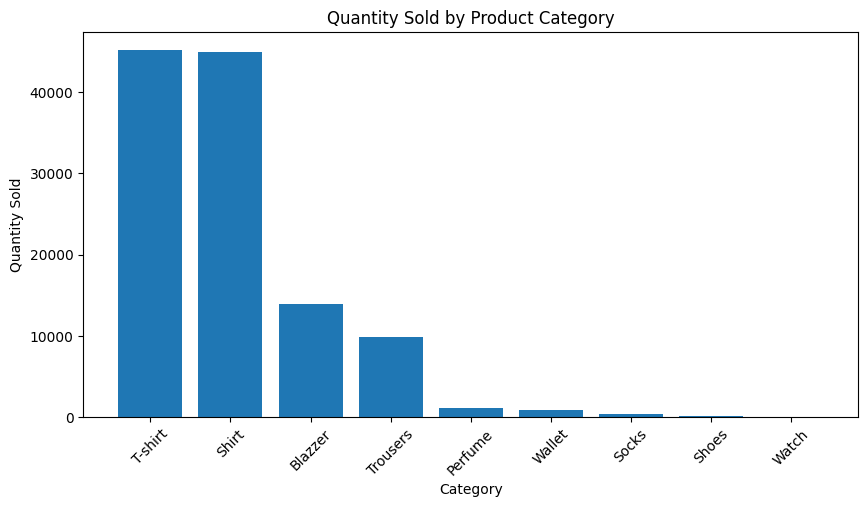 Quantity Sold by Product Category
Quantity Sold
40000
30000
20000
10000
0
T-shirt
Shirt
Blazzer
Trousers
Perfume
Wallet
Socks
Shoes
Watch
Category